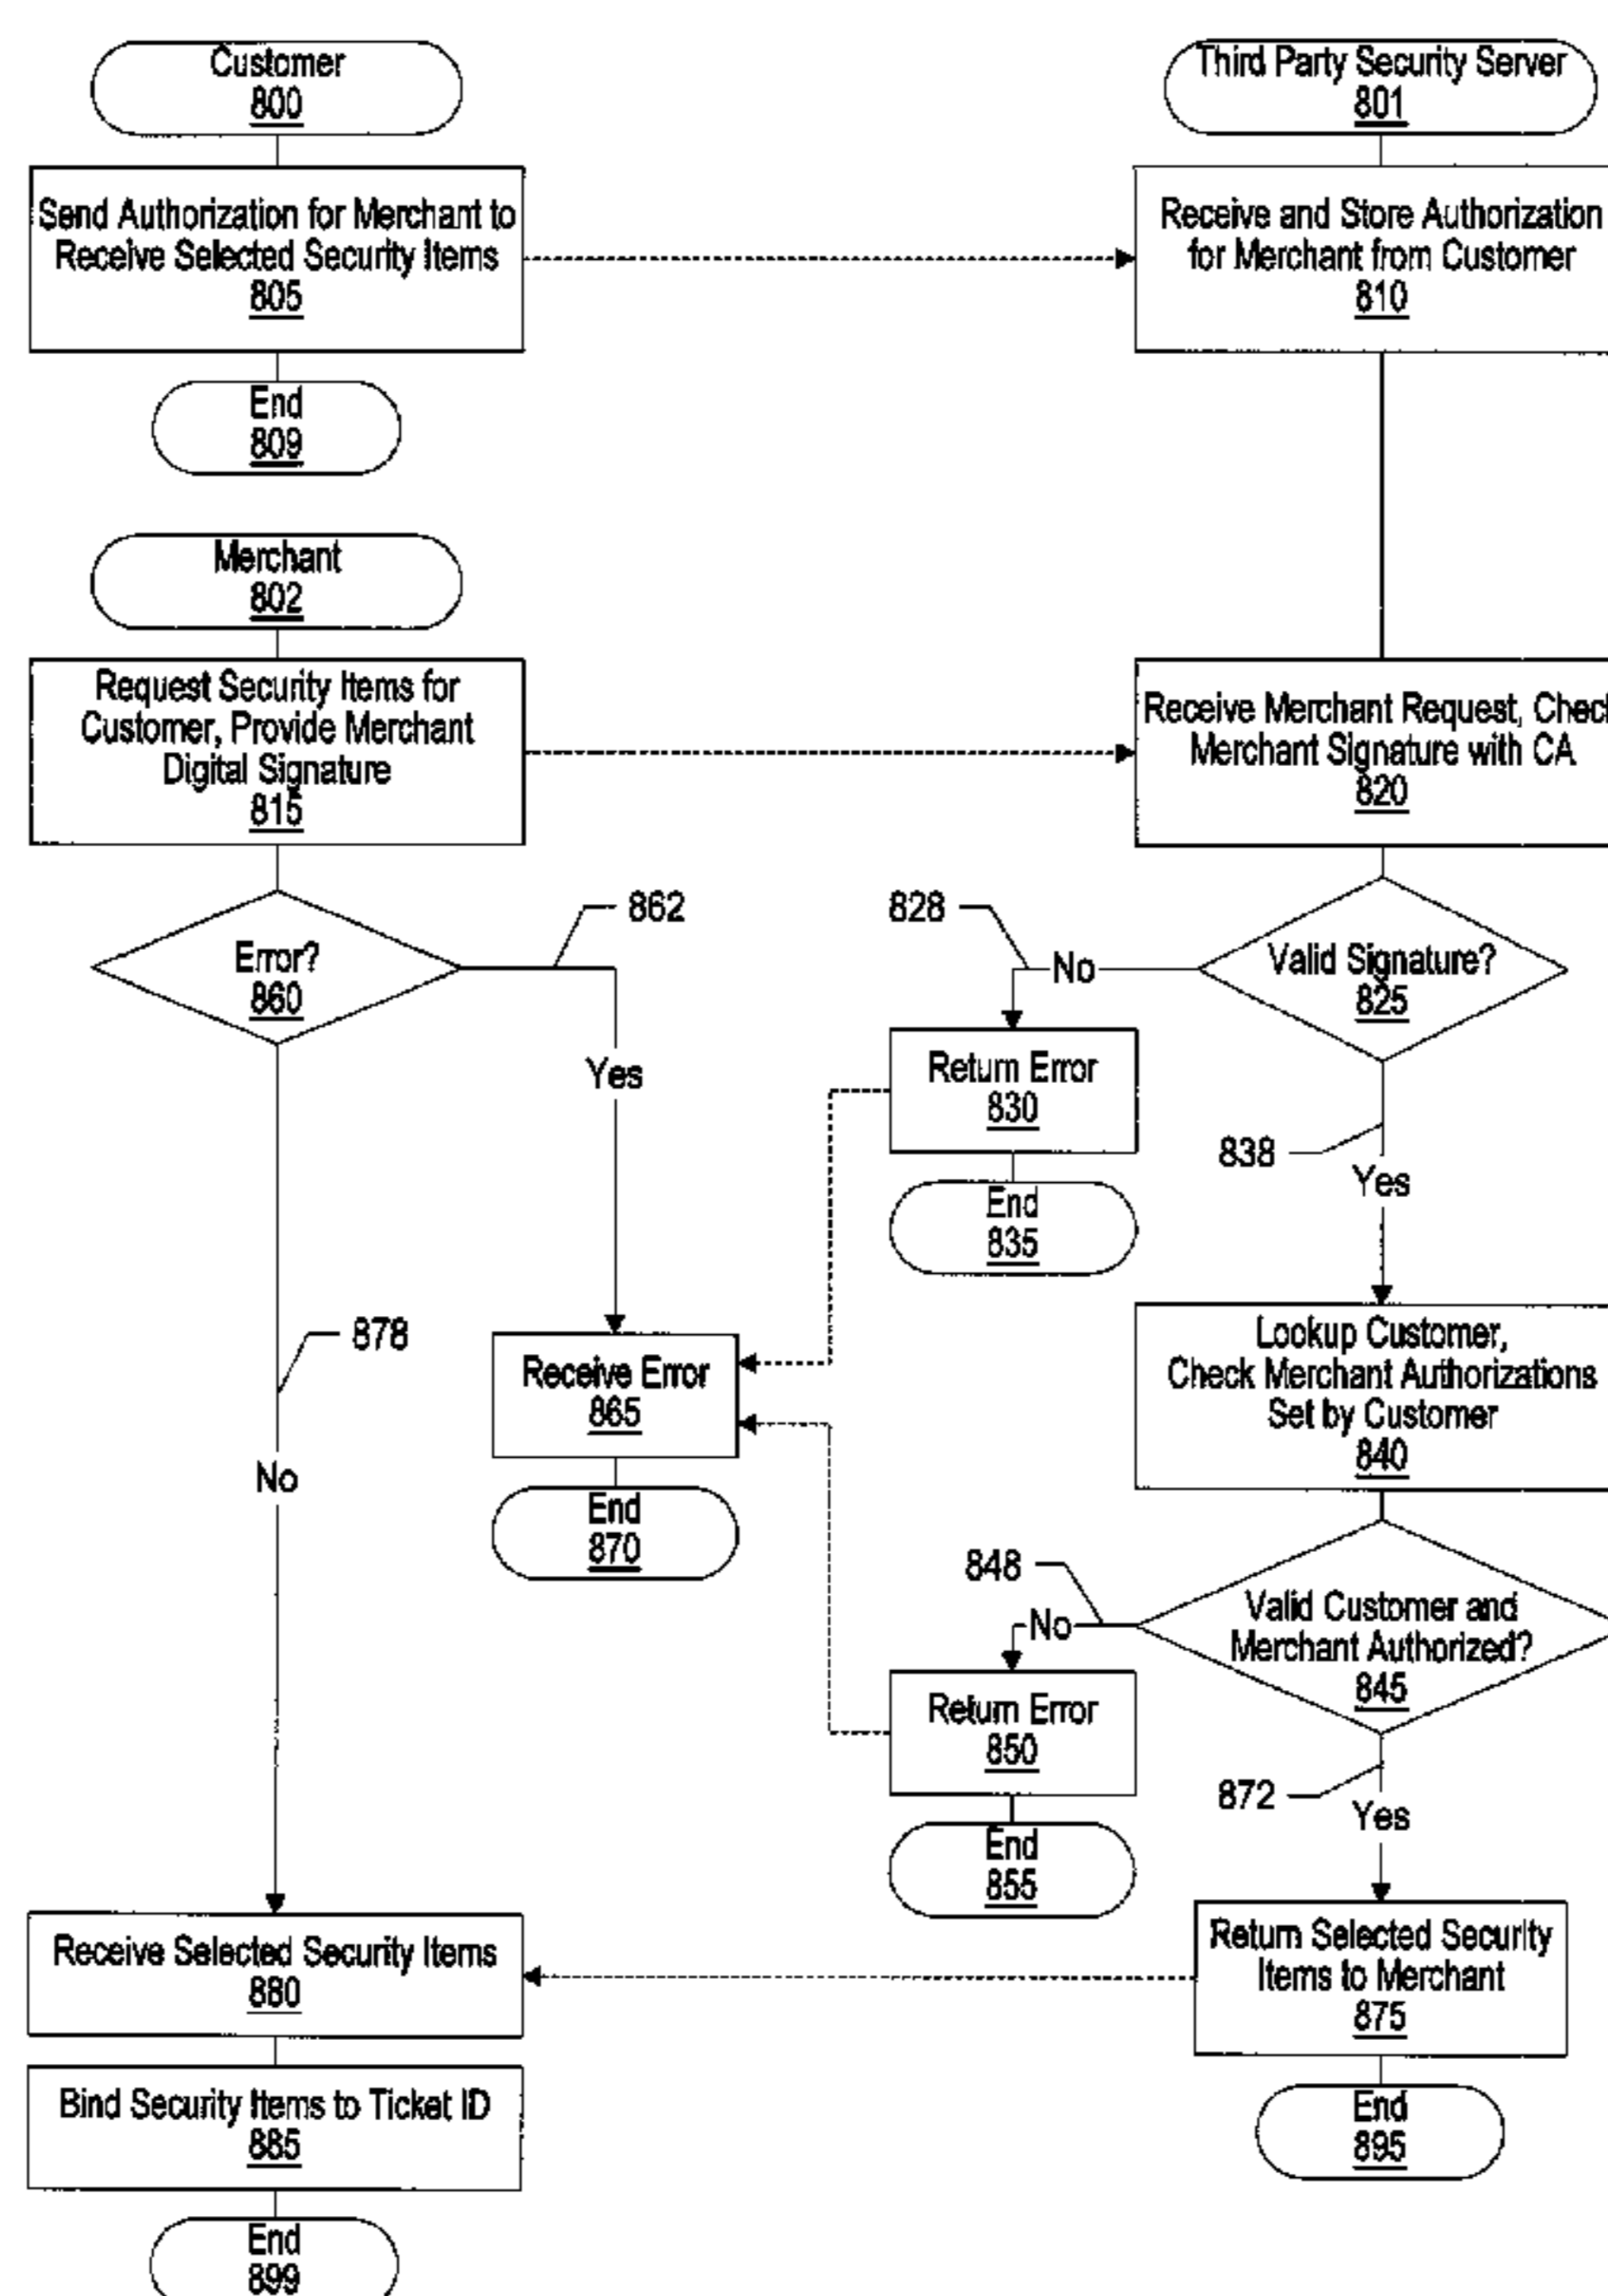 Customer
800
Third Party Security Server
801
Send Authorization for Merchant to
Receive Selected Security Items
805
Receive and Store Authorization
for Merchant from Customer
810
End
809
Merchant
802
Request Security Items for
Customer, Provide Merchant
Digital Signature
815
Receive Merchant Request, Check
Merchant Signature with CA
820
862
828
Error?
860
No
Valid Signature?
825
Yes
Return Error
830
838
Yes
End
835
878
Receive Error
865
Lookup Customer,
Check Merchant Authorizations
Set by Customer
840
No
End
870
848
No
Valid Customer and
Merchant Authorized?
845
Return Error
850
872
Yes
End
855
Receive Selected Security Items
880
Return Selected Security
Items to Merchant
875
Bind Security Items to Ticket ID
885
End
895
End
899